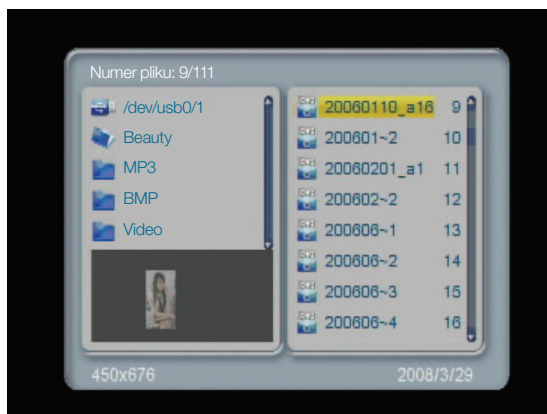 Numer pliku: 9/111
/dev/usb0/1
Beauty
MP3
BMP
Video
20060110_a16 9
200601~2 10
20060201_a1 11
200602~2 12
200606~1 13
200606~2 14
200606~3 15
200606~4 16
450x676
2008/3/29